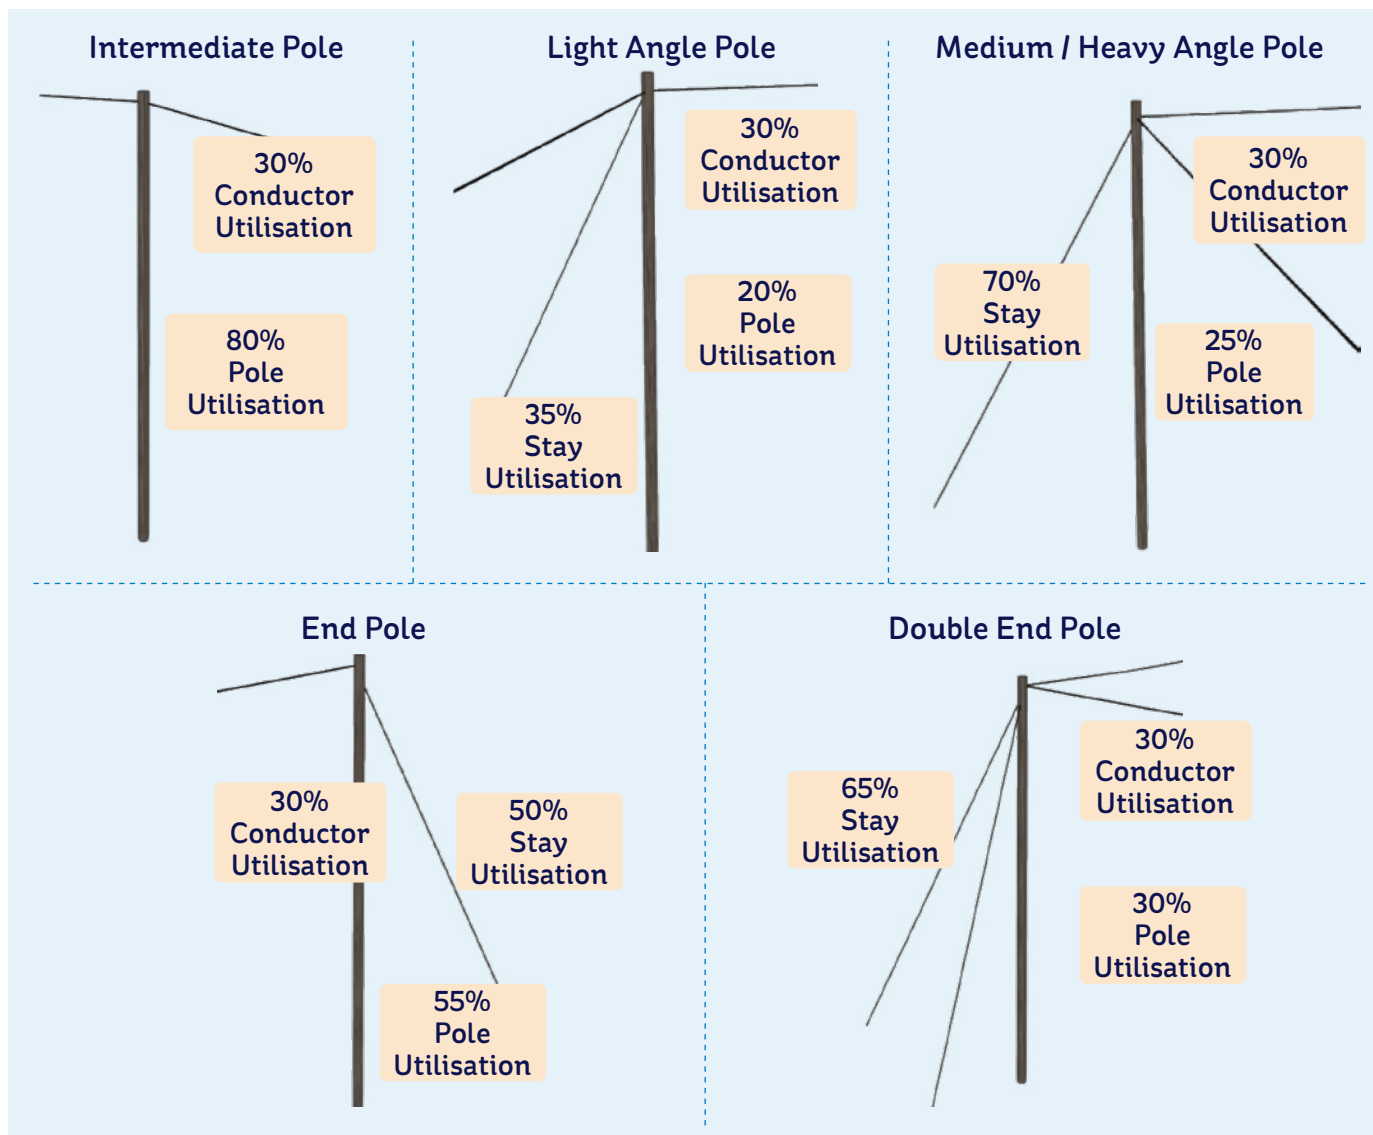 Intermediate Pole
30%
Conductor
Utilisation
80%
Pole
Utilisation
Light Angle Pole
30%
Conductor
Utilisation
20%
Pole
Utilisation
35%
Stay
Utilisation
Medium / Heavy Angle Pole
30%
Conductor
Utilisation
70%
Stay
Utilisation
25%
Pole
Utilisation
End Pole
30%
Conductor
Utilisation
50%
Stay
Utilisation
55%
Pole
Utilisation
Double End Pole
30%
Conductor
Utilisation
65%
Stay
Utilisation
30%
Pole
Utilisation